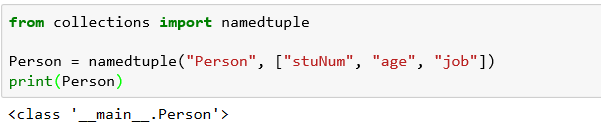 from collections import namedtuple
Person = namedtuple("Person", ["stuNum", "age", "job"])
print(Person)
<class '__main__.Person'>